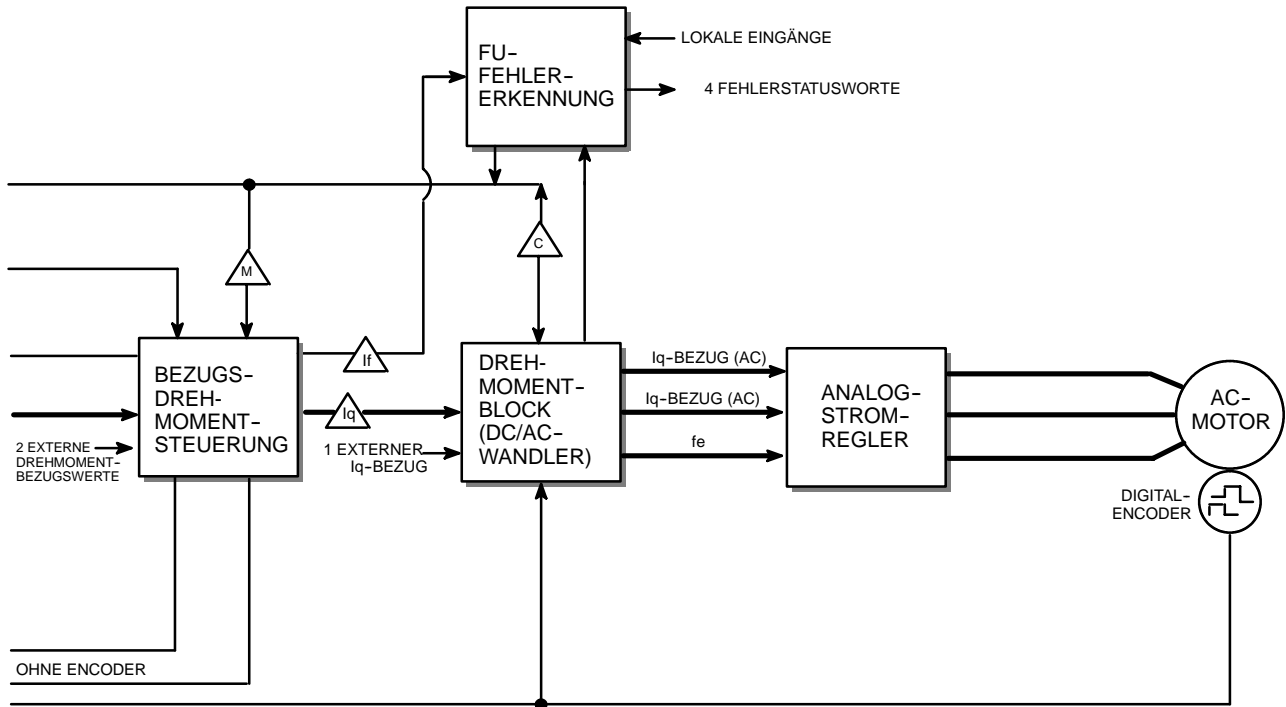 LOKALE EINGÄNGE
FU-
FEHLER-
ERKENNUNG
4 FEHLERSTATUSWORTE
C
M
If
Iq-BEZUG (AC)
BEZUGS-
DREH-
MOMENT-
STEUERUNG
Iq
DREH-
MOMENT-
BLOCK
(DC/AC-
WANDLER)
Iq-BEZUG (AC)
fe
ANALOG-
STROM-
REGLER
AC-
MOTOR
2 EXTERNE
DREHMOMENT-
BEZUGSWERTE
1 EXTERNER
Iq-BEZUG
DIGITAL-
ENCODER
OHNE ENCODER